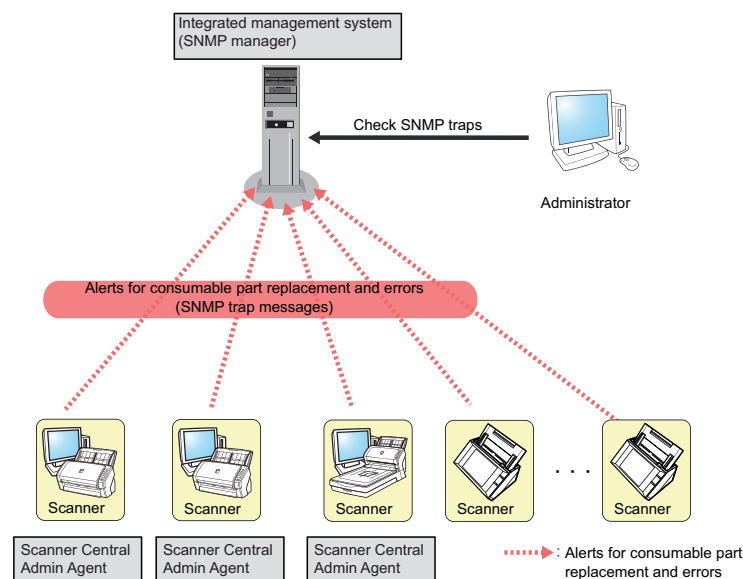 Integrated management system
(SNMP manager)
Check SNMP traps
Administrator
Alerts for consumable part replacement and errors
(SNMP trap messages)
Scanner
Scanner
Scanner
Scanner
. . .
Scanner
Scanner Central
Admin Agent
Scanner Central
Admin Agent
Scanner Central
Admin Agent
: Alerts for consumable part
replacement and errors